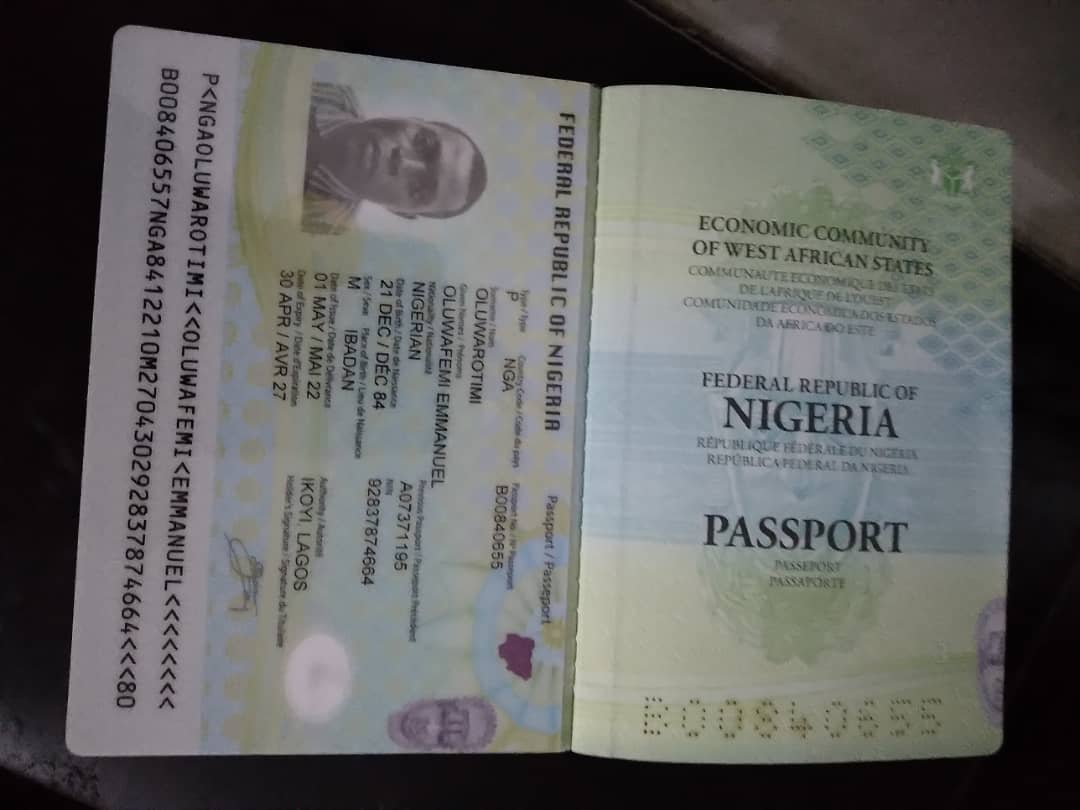 ECONOMIC COMMUNITY
OF WEST AFRICAN STATES
COMMUNAUTE ECONOMIQUE DES ETATS
DE L'AFRIQUE DE L'OUEST
COMUNIDADE ECONOMICA DOS ESTADOS
DA AFRICA DO ESTE
FEDERAL REPUBLIC OF
NIGERIA
RÉPUBLIQUE FÉDÉRALE DU NIGERIA
REPÚBLICA FEDERAL DA NIGERIA
PASSPORT
PASSEPORT
PASSAPORTE
B00840655
FEDERAL REPUBLIC OF NIGERIA Passport / Passeport
Type / Type Country Code / Code du pays Passport No / Nº Passeport
P NGA B00840655
Surname / Nom
OLUWAROTIMI
Given Names / Prénoms
OLUWAFEMI EMMANUEL
Nationality / Nationalité Previous Passport / Passeport Précédent
NIGERIAN A07371195
Date of Birth / Date de Naissance NIN
21 DEC / DÉC 84 92837874664
Sex / Sexe Place of Birth / Lieu de Naissance
M IBADAN
Date of Issue / Date de Délivrance Authority / Autorité
01 MAY / MAI 22 IKOYI LAGOS
Date of Expiry / Date d'Expiration Holder's Signature / Signature du Titulaire
30 APR / AVR 27
P<NGAOLUWAROTIMI<<OLUWAFEMI<EMMANUEL<<<<<<<
B008406557NGA8412210M270430292837874664<<<80